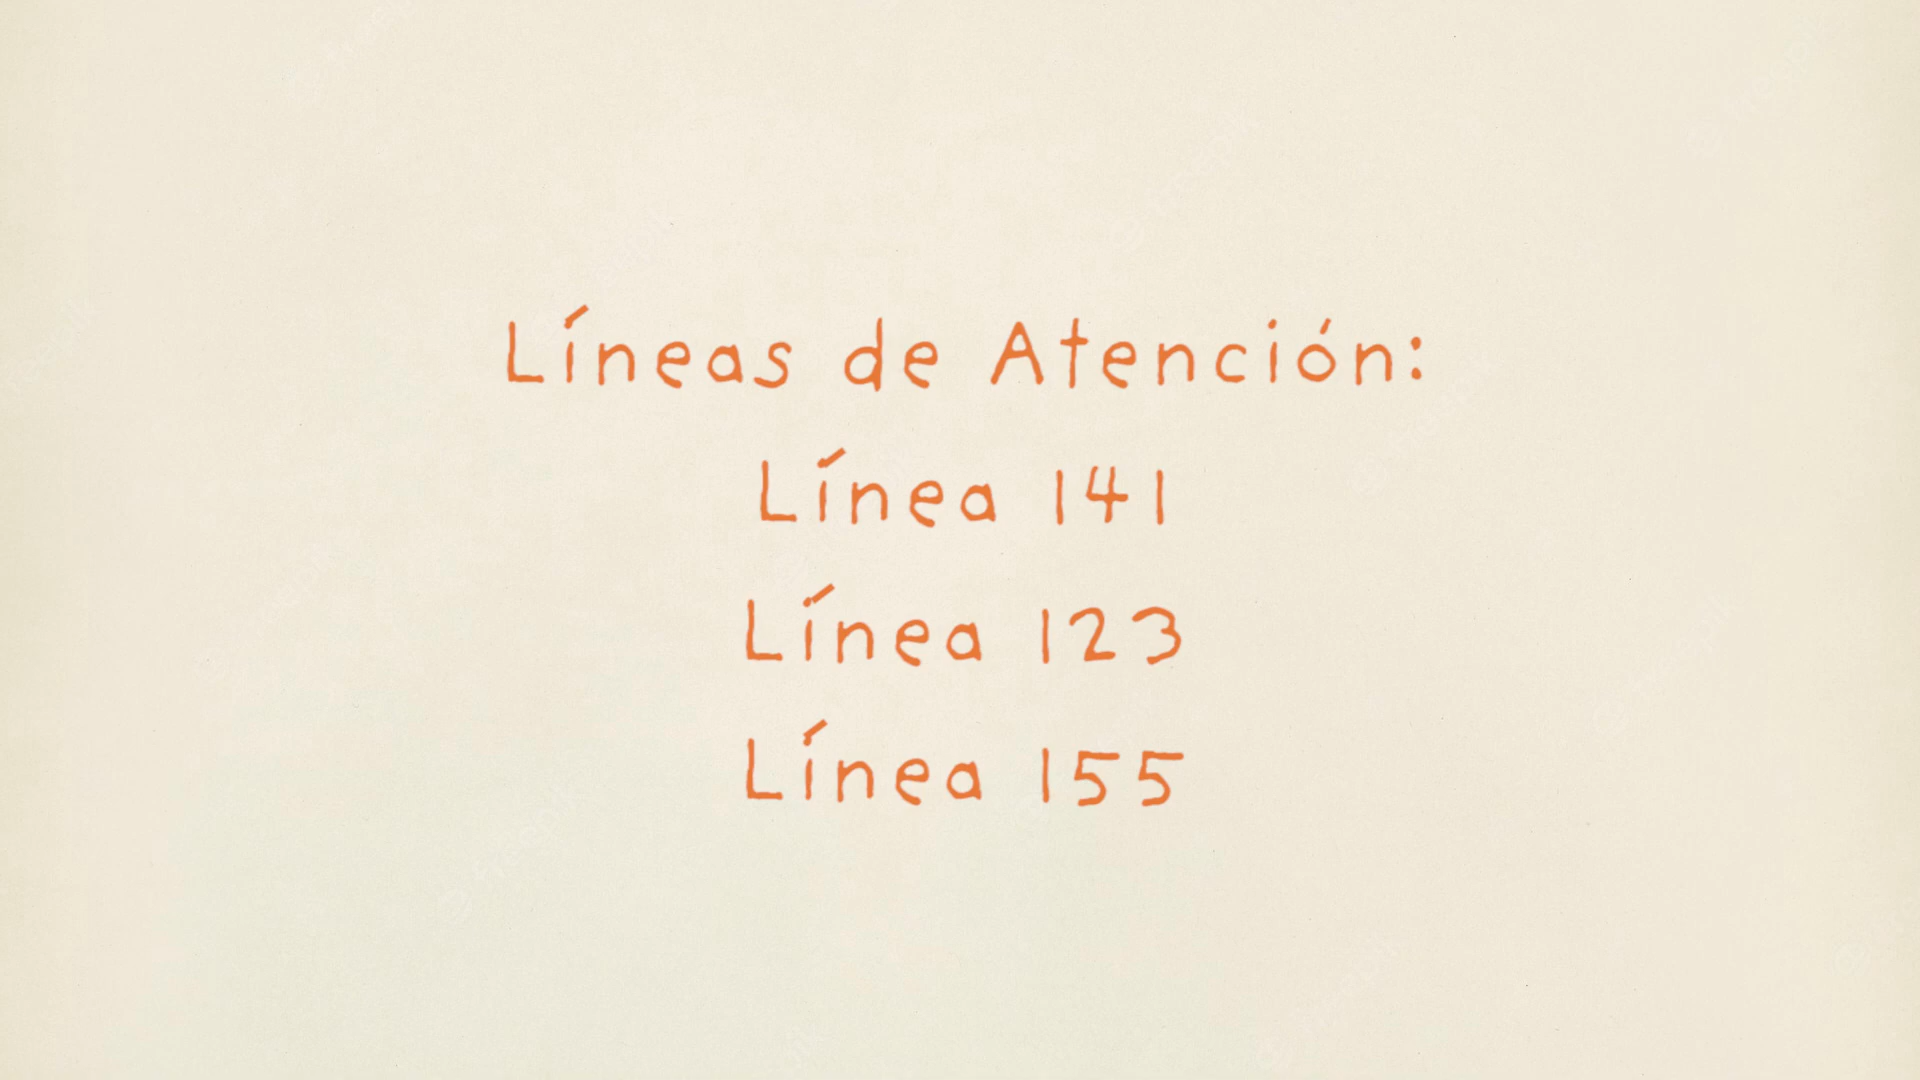 Líneas de Atención:
Línea 141
Línea 123
Línea 155